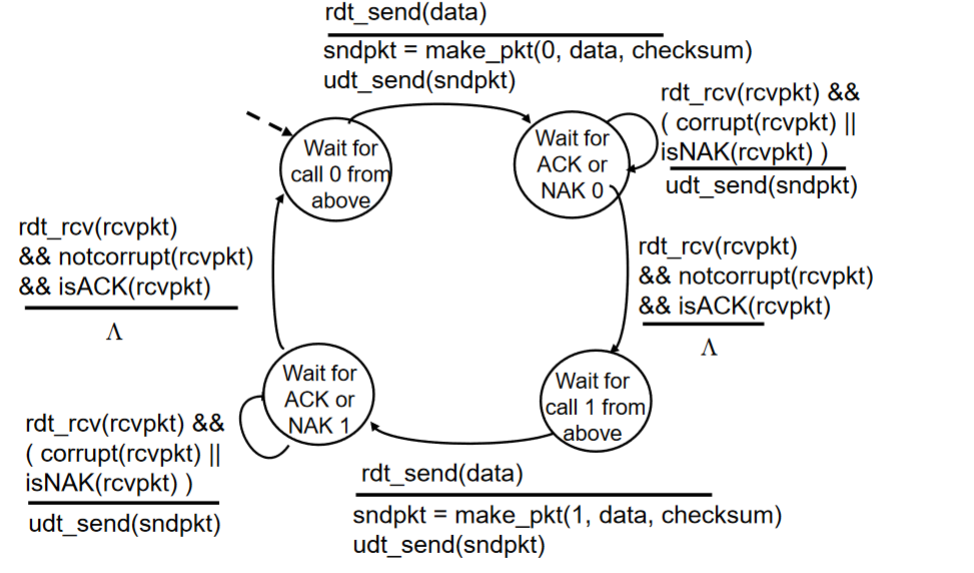 rdt_send(data)
sndpkt = make_pkt(0, data, checksum)
udt_send(sndpkt)
Wait for
call 0 from
above
Wait for
ACK or
NAK 0
rdt_rcv(rcvpkt) &&
( corrupt(rcvpkt) ||
isNAK(rcvpkt) )
udt_send(sndpkt)
rdt_rcv(rcvpkt)
&& notcorrupt(rcvpkt)
&& isACK(rcvpkt)
Λ
rdt_rcv(rcvpkt)
&& notcorrupt(rcvpkt)
&& isACK(rcvpkt)
Λ
Wait for
ACK or
NAK 1
Wait for
call 1 from
above
rdt_rcv(rcvpkt) &&
( corrupt(rcvpkt) ||
isNAK(rcvpkt) )
udt_send(sndpkt)
rdt_send(data)
sndpkt = make_pkt(1, data, checksum)
udt_send(sndpkt)